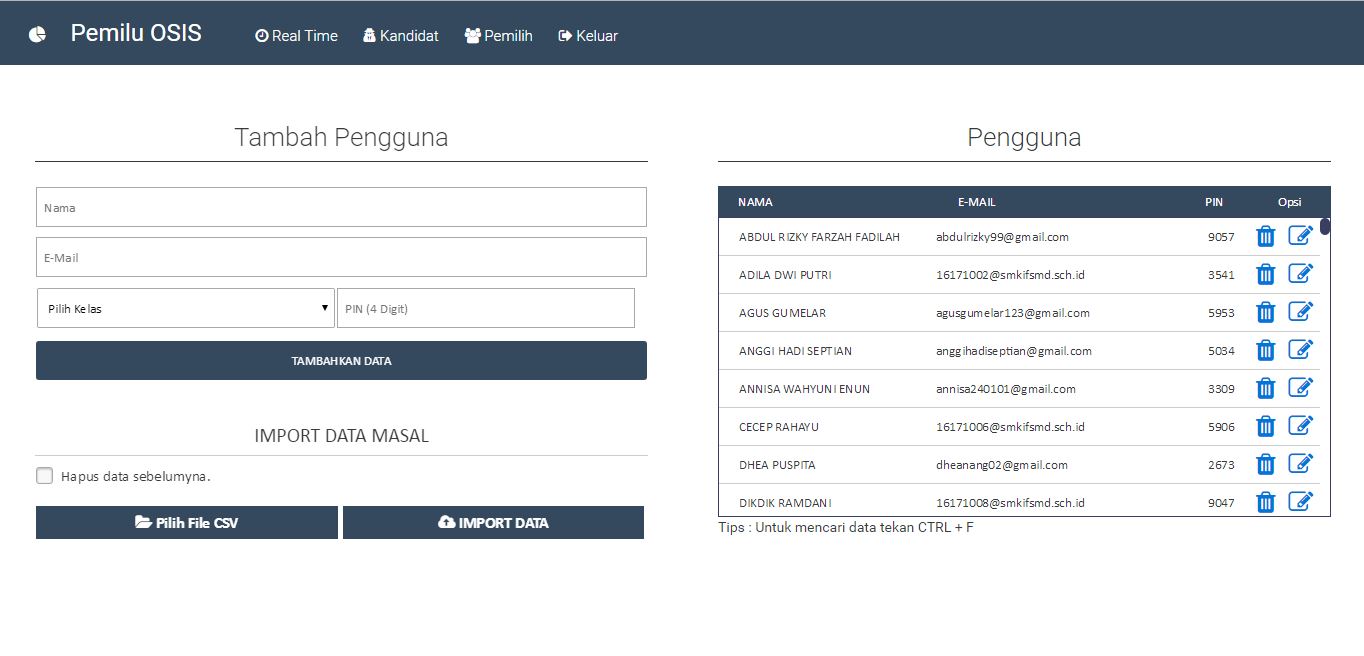 Pemilu OSIS Real Time Kandidat Pemilih Keluar
Tambah Pengguna
Nama
E-Mail
Pilih Kelas PIN (4 Digit)
TAMBAHKAN DATA
IMPORT DATA MASAL
Hapus data sebelumyna.
Pilih File CSV IMPORT DATA
Pengguna
NAMA E-MAIL PIN Opsi
ABDUL RIZKY FARZAH FADILAH abdulrizky99@gmail.com 9057
ADILA DWI PUTRI 16171002@smkifsmd.sch.id 3541
AGUS GUMELAR agusgumelar123@gmail.com 5953
ANGGI HADI SEPTIAN anggihadiseptian@gmail.com 5034
ANNISA WAHYUNI ENUN annisa240101@gmail.com 3309
CECEP RAHAYU 16171006@smkifsmd.sch.id 5906
DHEA PUSPITA dheanang02@gmail.com 2673
DIKDIK RAMDANI 16171008@smkifsmd.sch.id 9047
Tips : Untuk mencari data tekan CTRL + F